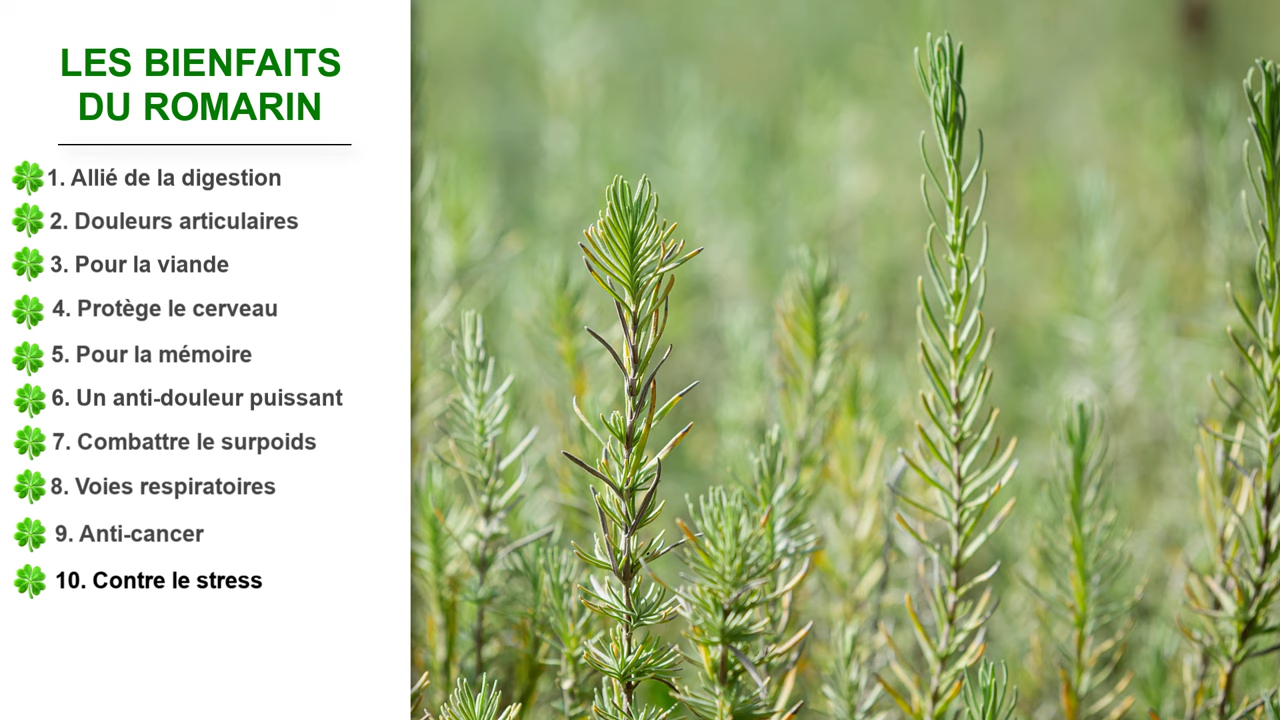 LES BIENFAITS
DU ROMARIN
1. Allié de la digestion
2. Douleurs articulaires
3. Pour la viande
4. Protège le cerveau
5. Pour la mémoire
6. Un anti-douleur puissant
7. Combattre le surpoids
8. Voies respiratoires
9. Anti-cancer
10. Contre le stress